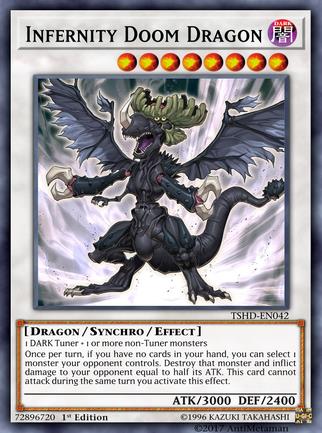 INFERNITY DOOM DRAGON
DARK
闇
TSHD-EN042
[DRAGON/SYNCHRO/EFFECT]
1 DARK Tuner + 1 or more non-Tuner monsters
Once per turn, if you have no cards in your hand, you can select 1
monster your opponent controls. Destroy that monster and inflict
damage to your opponent equal to half its ATK. This card cannot
attack during the same turn you activate this effect.
ATK/3000 DEF/2400
72896720 1st Edition ©1996 KAZUKI TAKAHASHI
©2017 AntiMetaman